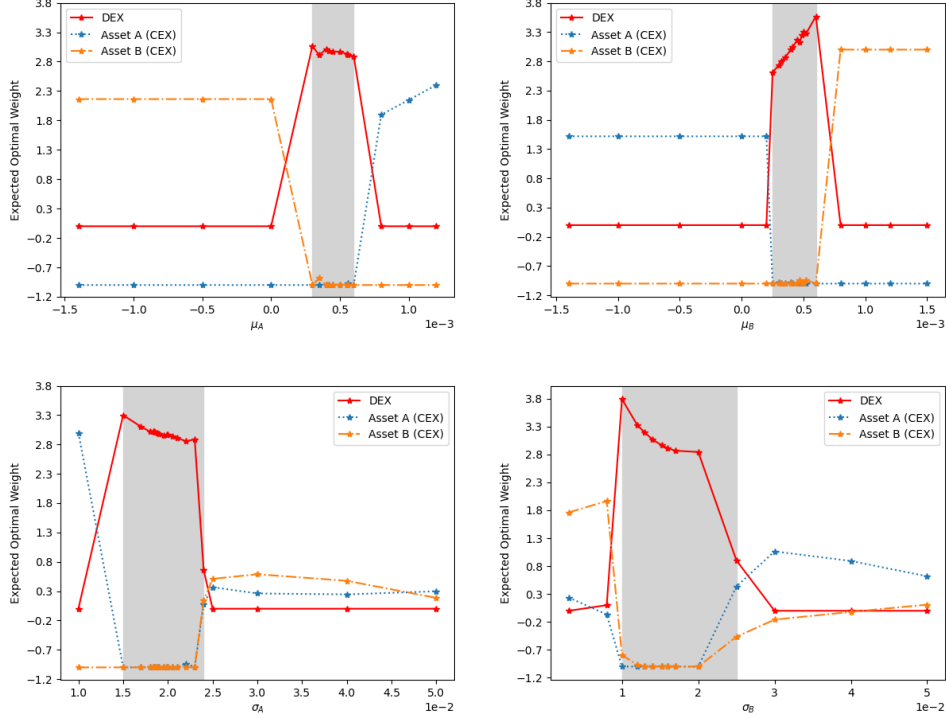 3.8
3.3
2.8
2.3
1.8
1.3
0.8
0.3
−0.2
−0.7
−1.2
Expected Optimal Weight
DEX
Asset A (CEX)
Asset B (CEX)
−1.5 −1.0 −0.5 0.0 0.5 1.0
1e−3
μA
3.8
3.3
2.8
2.3
1.8
1.3
0.8
0.3
−0.2
−0.7
−1.2
Expected Optimal Weight
DEX
Asset A (CEX)
Asset B (CEX)
−1.5 −1.0 −0.5 0.0 0.5 1.0 1.5
1e−3
μB
3.8
3.3
2.8
2.3
1.8
1.3
0.8
0.3
−0.2
−0.7
−1.2
Expected Optimal Weight
DEX
Asset A (CEX)
Asset B (CEX)
1.0 1.5 2.0 2.5 3.0 3.5 4.0 4.5 5.0
1e−2
σA
3.8
3.3
2.8
2.3
1.8
1.3
0.8
0.3
−0.2
−0.7
−1.2
Expected Optimal Weight
DEX
Asset A (CEX)
Asset B (CEX)
1 2 3 4 5
1e−2
σB